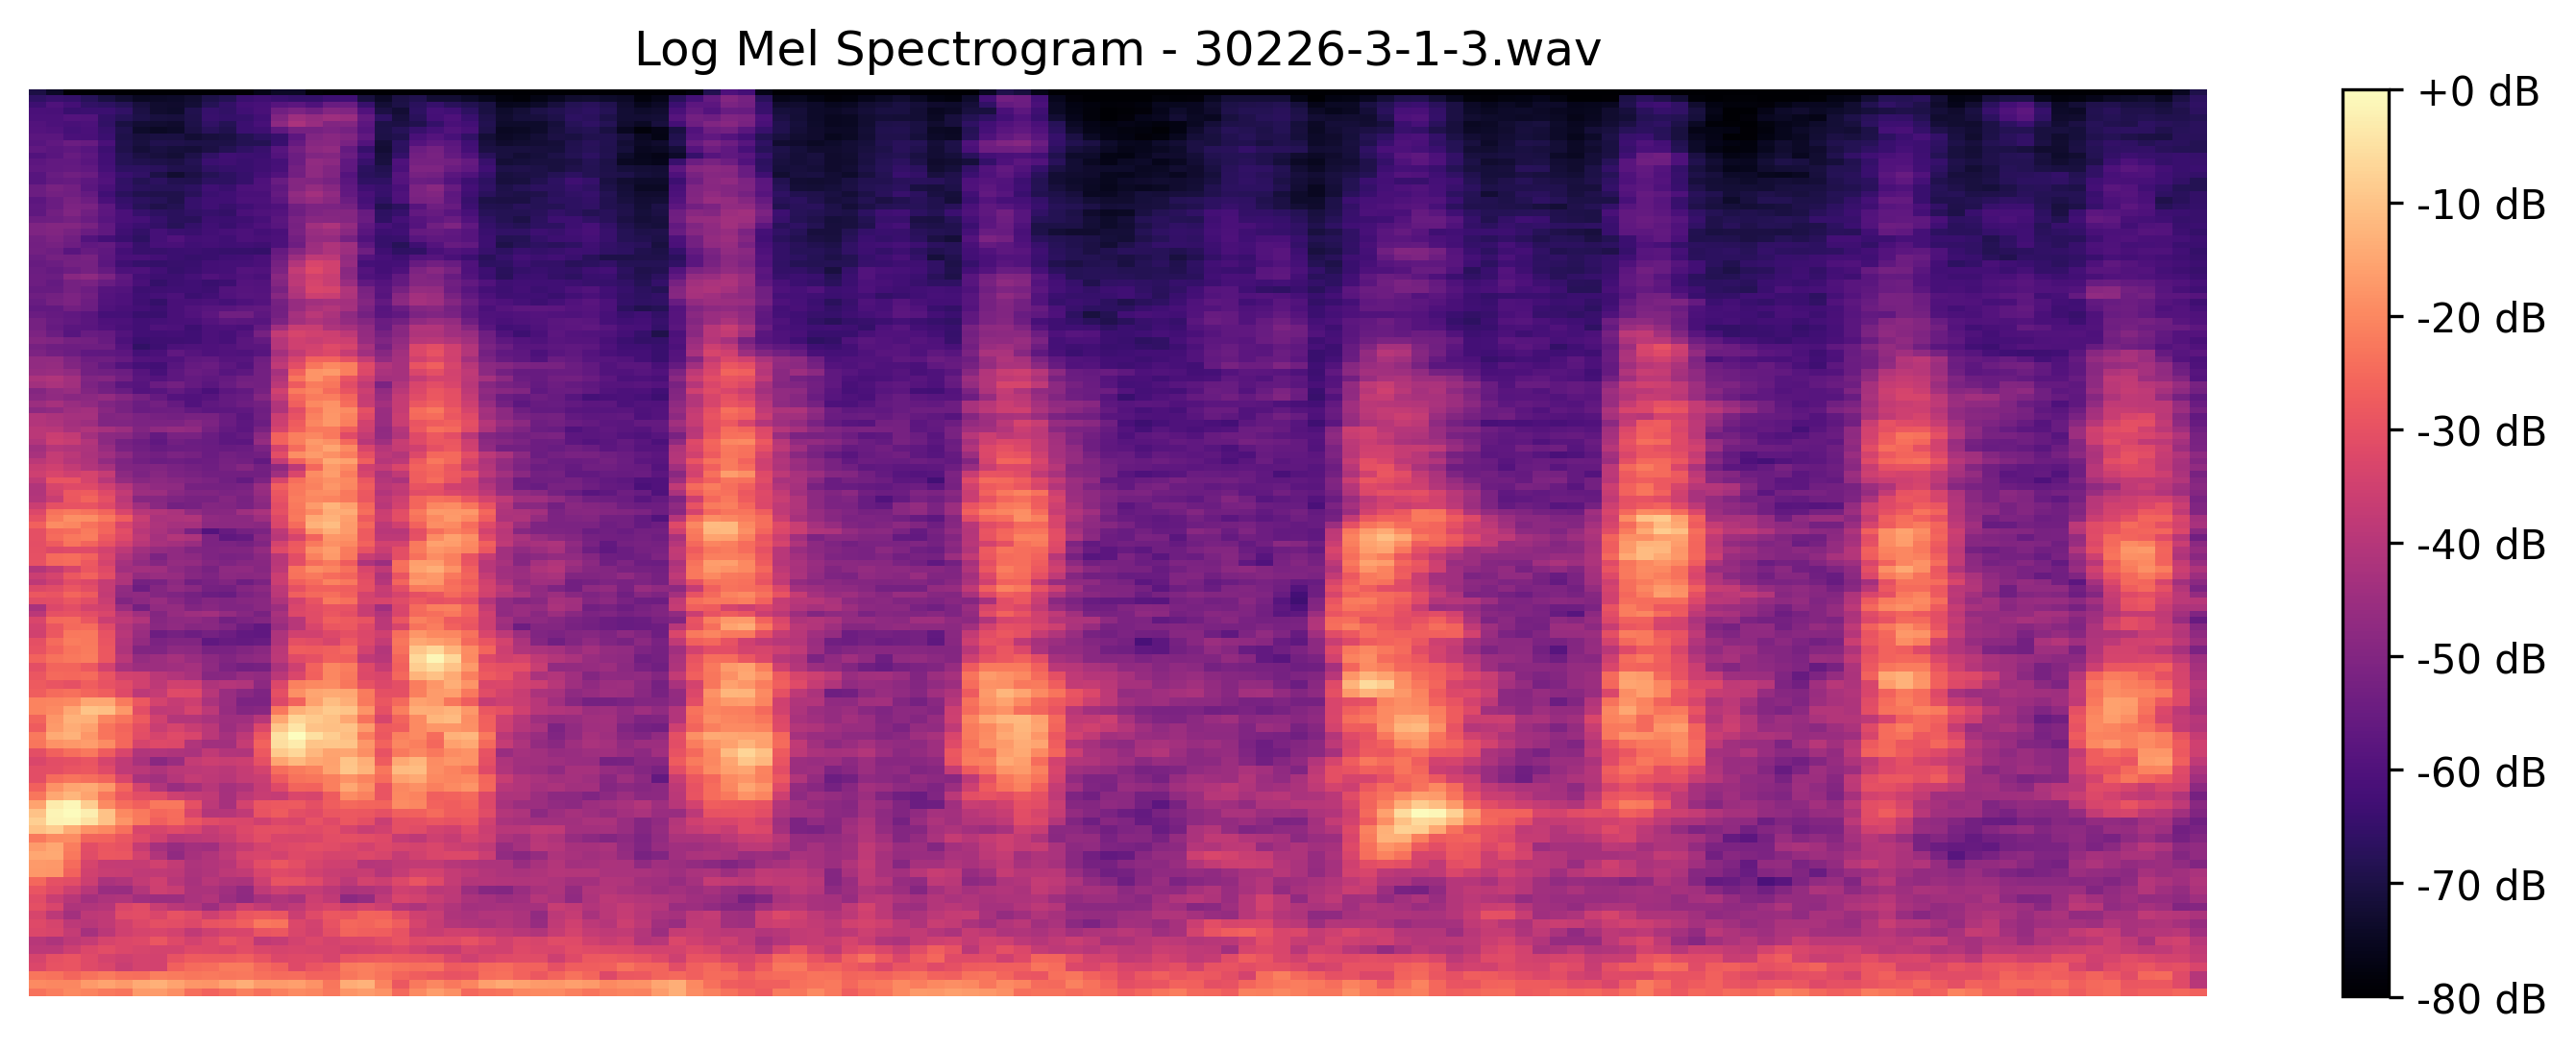 Log Mel Spectrogram - 30226-3-1-3.wav
+0 dB
-10 dB
-20 dB
-30 dB
-40 dB
-50 dB
-60 dB
-70 dB
-80 dB